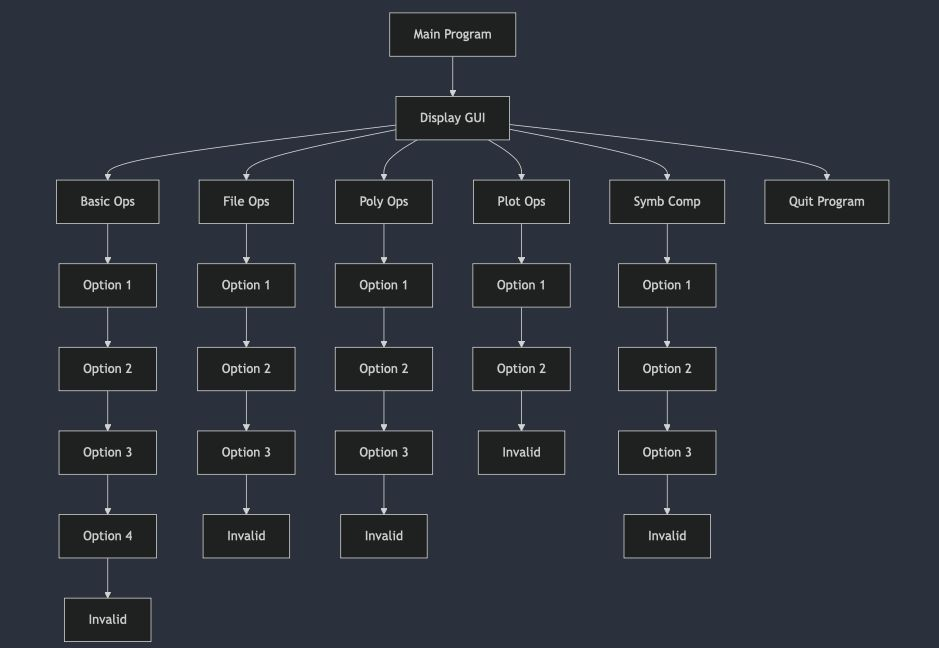 Main Program
Display GUI
Basic Ops
File Ops
Poly Ops
Plot Ops
Symb Comp
Quit Program
Option 1
Option 1
Option 1
Option 1
Option 1
Option 2
Option 2
Option 2
Option 2
Option 2
Option 3
Option 3
Option 3
Invalid
Option 3
Option 4
Invalid
Invalid
Invalid
Invalid